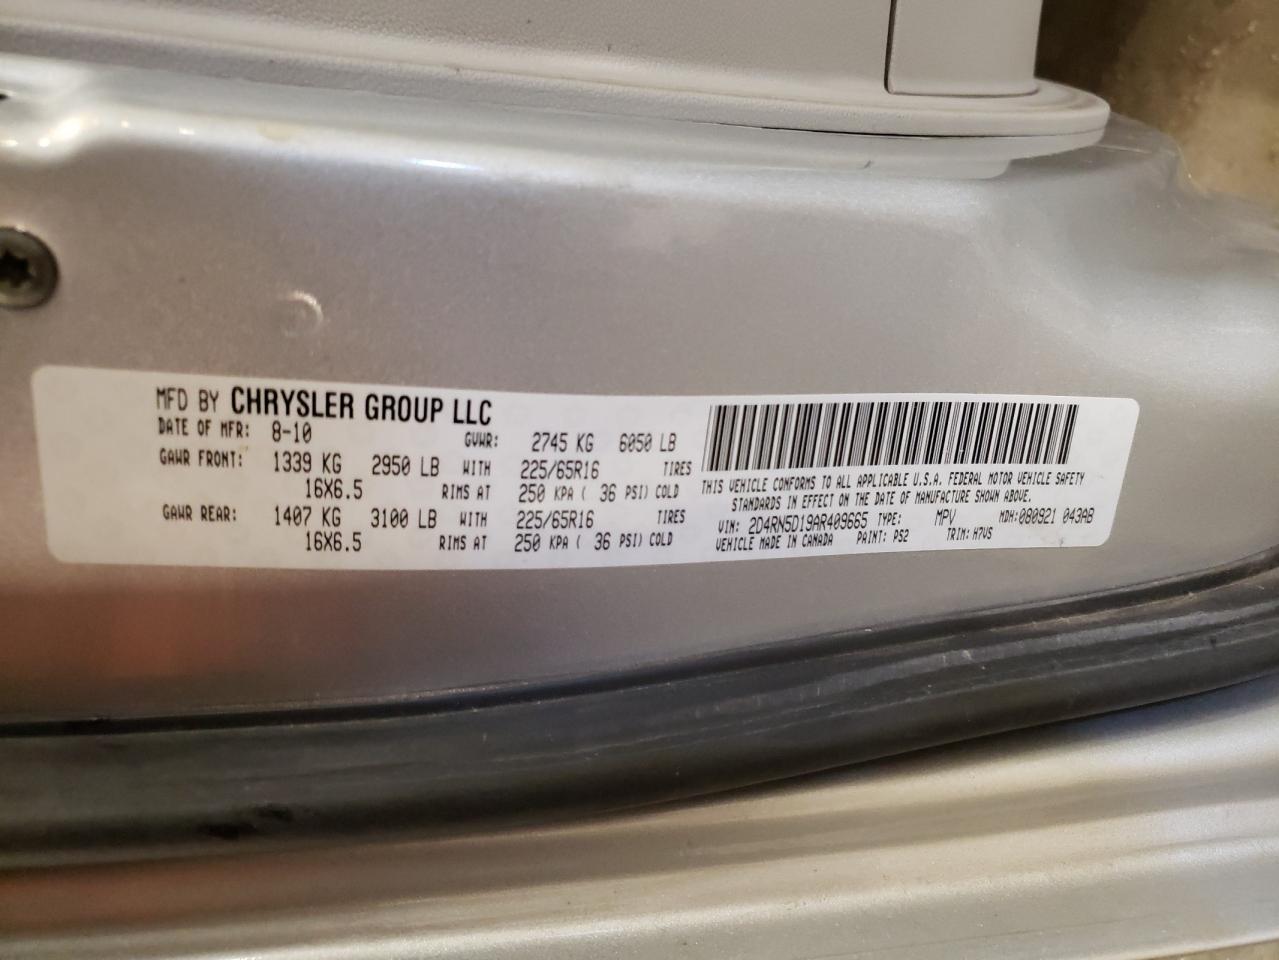 MFD BY CHRYSLER GROUP LLC
DATE OF MFR: 8-10 GVWR: 2745 KG 6050 LB
GAWR FRONT: 1339 KG 2950 LB WITH 225/65R16 TIRES
16X6.5 RIMS AT 250 KPA ( 36 PSI) COLD
GAWR REAR: 1407 KG 3100 LB WITH 225/65R16 TIRES
16X6.5 RIMS AT 250 KPA ( 36 PSI) COLD
THIS VEHICLE CONFORMS TO ALL APPLICABLE U.S.A. FEDERAL MOTOR VEHICLE SAFETY
STANDARDS IN EFFECT ON THE DATE OF MANUFACTURE SHOWN ABOVE.
VIN: 2D4RN5D19AR409665 TYPE: MPV MDH:080921 043AB
VEHICLE MADE IN CANADA PAINT: PS2 TRIM: H7VS